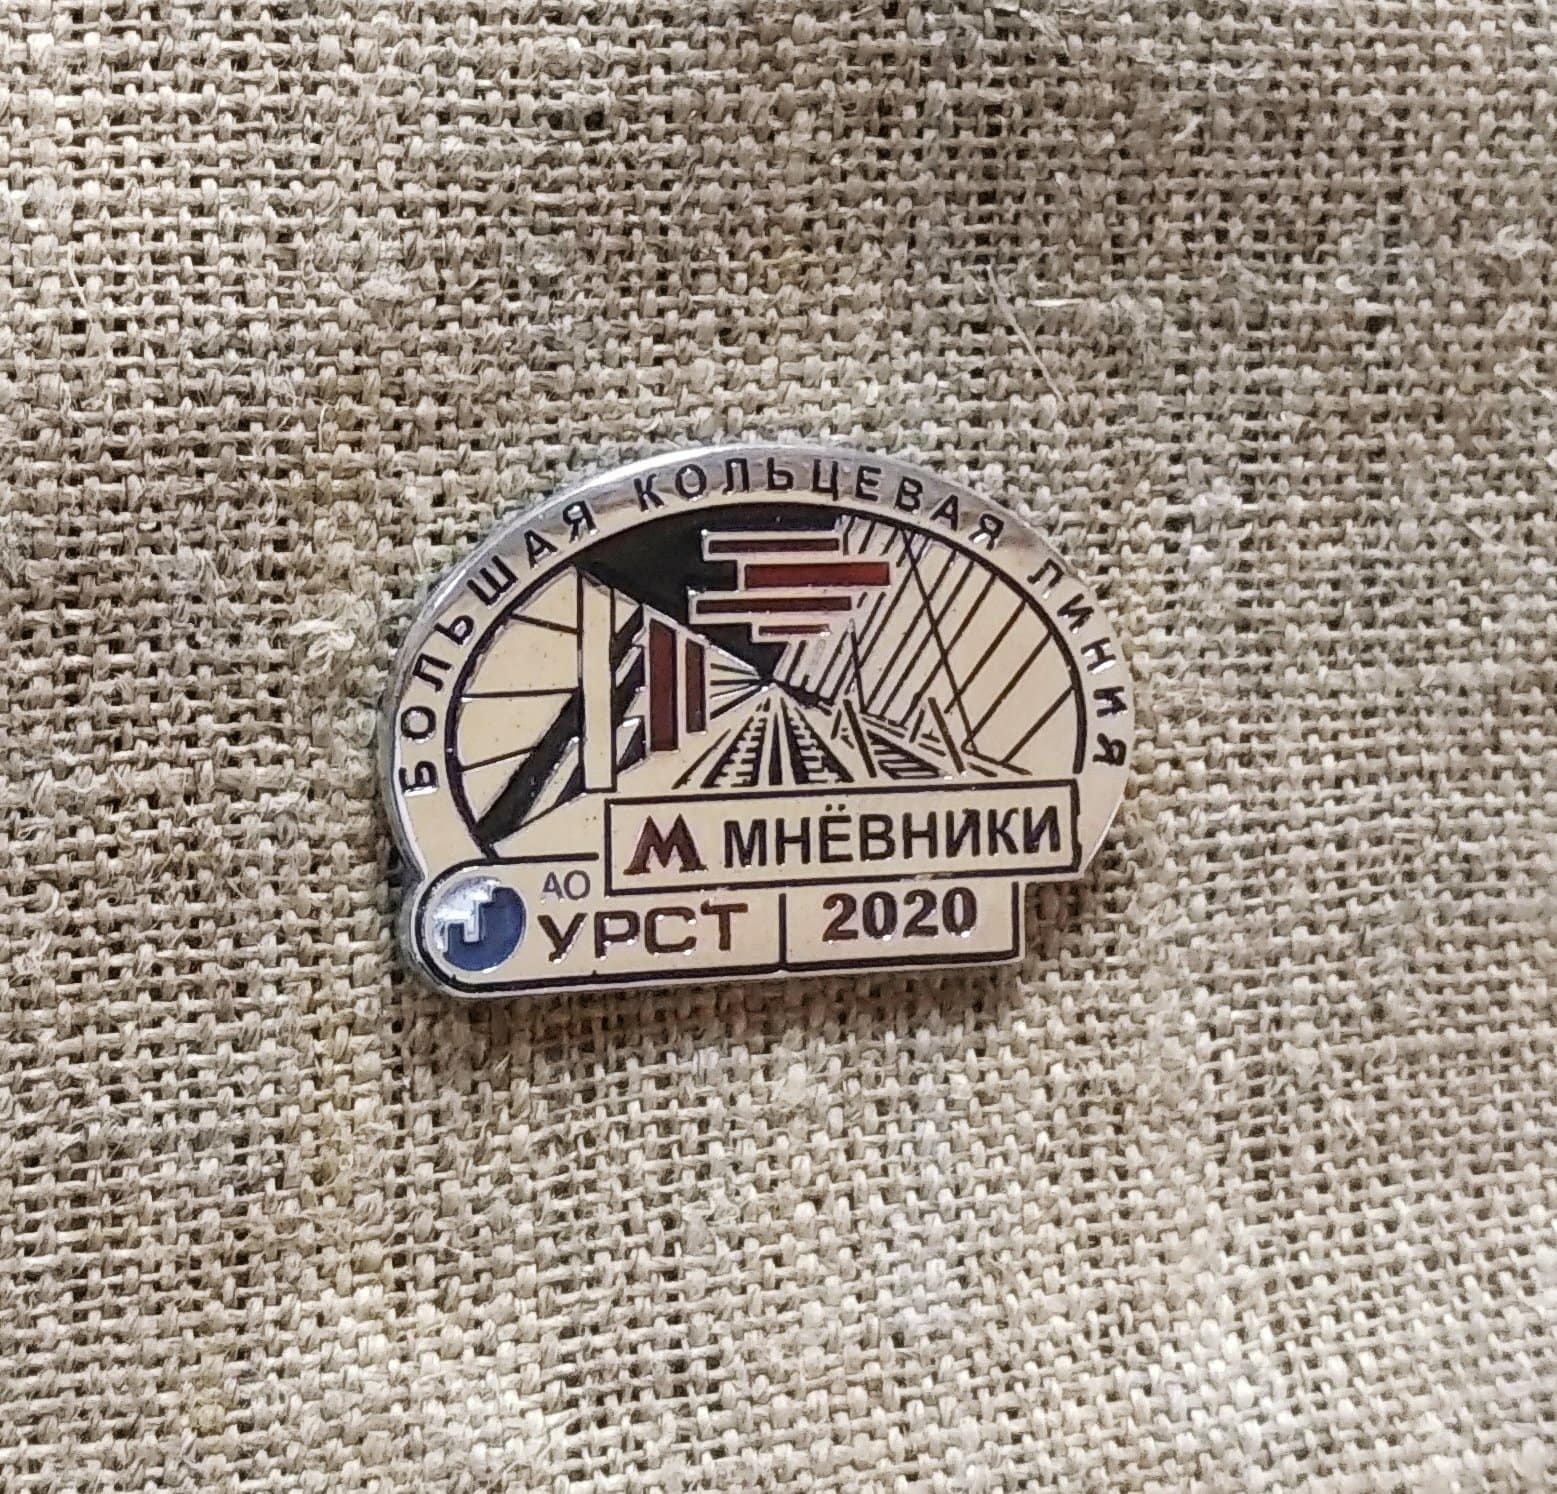 БОЛЬШАЯ КОЛЬЦЕВАЯ ЛИНИЯ
М МНЁВНИКИ
АО
УРСТ 2020